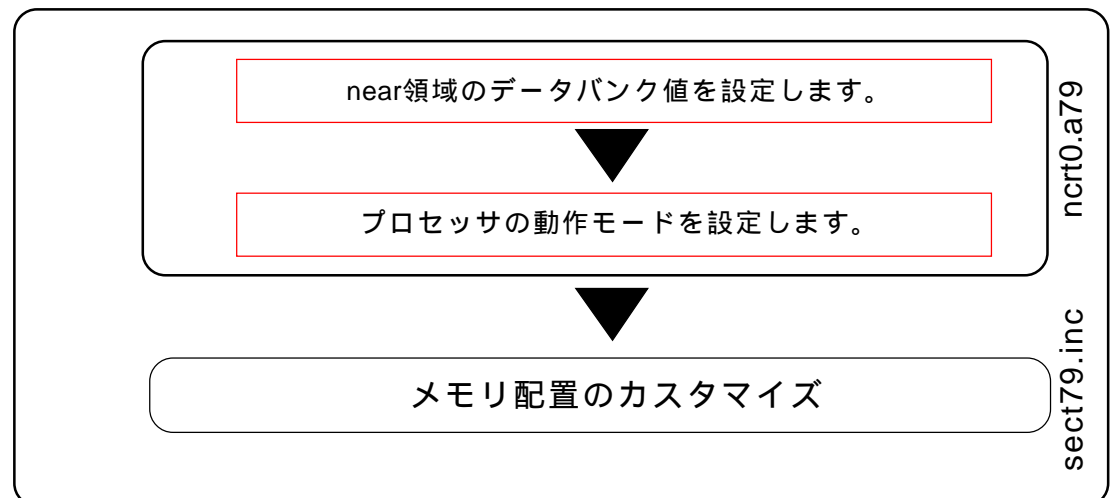 near領域のデータバンク値を設定します。
プロセッサの動作モードを設定します。
ncrt0.a79
メモリ配置のカスタマイズ
sect79.inc